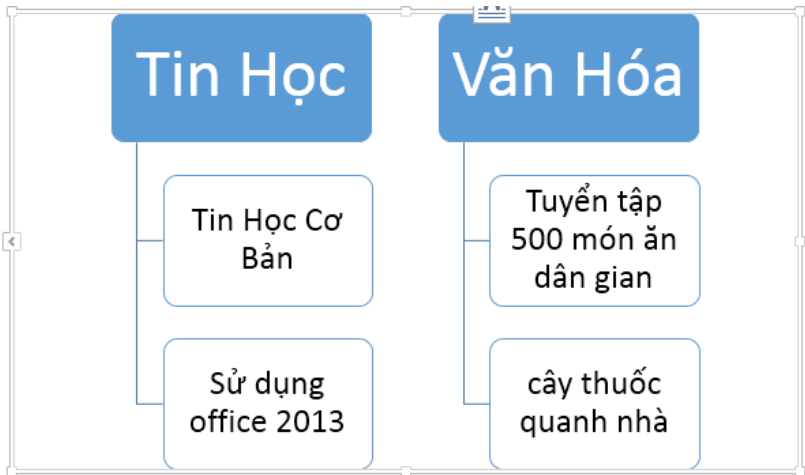 Tin Học
Văn Hóa
Tin Học Cơ
Bản
Tuyển tập
500 món ăn
dân gian
Sử dụng
office 2013
cây thuốc
quanh nhà